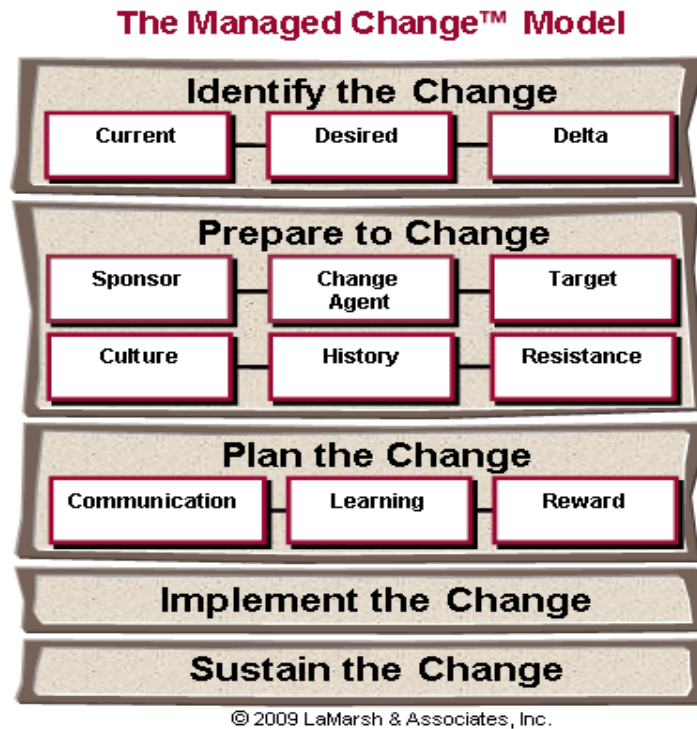 The Managed Change™ Model
Identify the Change
Current
Desired
Delta
Prepare to Change
Sponsor
Change
Agent
Target
Culture
History
Resistance
Plan the Change
Communication
Learning
Reward
Implement the Change
Sustain the Change
© 2009 LaMarsh & Associates, Inc.